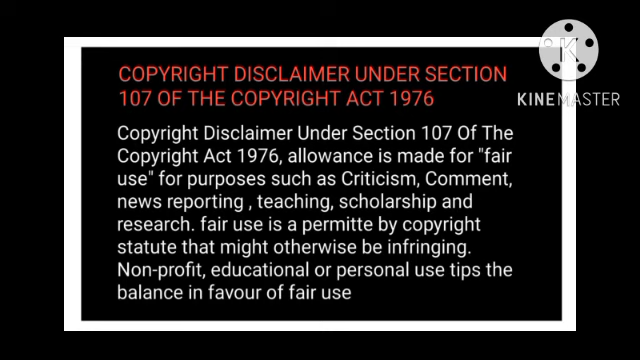 COPYRIGHT DISCLAIMER UNDER SECTION
107 OF THE COPYRIGHT ACT 1976
Copyright Disclaimer Under Section 107 Of The
Copyright Act 1976, allowance is made for "fair
use" for purposes such as Criticism, Comment,
news reporting , teaching, scholarship and
research. fair use is a permitte by copyright
statute that might otherwise be infringing.
Non-profit, educational or personal use tips the
balance in favour of fair use
K
KINEMASTER